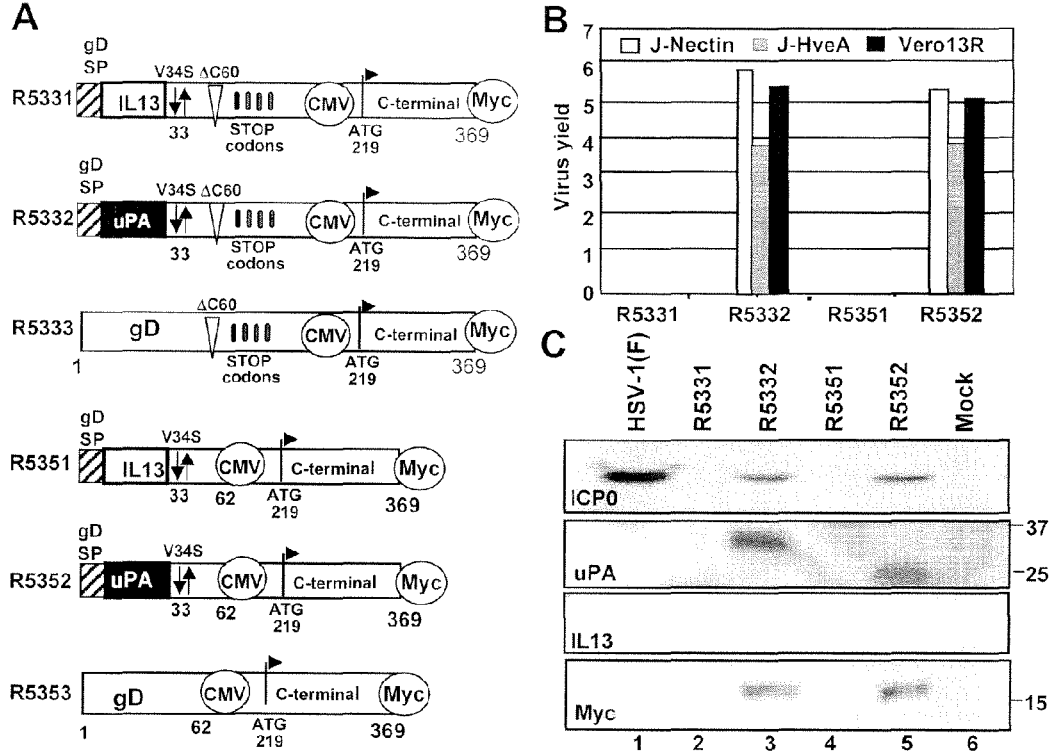 A
gD
SP
V34S ΔC60
R5331
IL13
CMV
C-terminal
Myc
33
STOP
codons
ATG
219
369
gD
SP
V34S ΔC60
R5332
uPA
CMV
C-terminal
Myc
33
STOP
codons
ATG
219
369
ΔC60
R5333
gD
CMV
C-terminal
Myc
1
STOP
codons
ATG
219
369
gD
SP
V34S
R5351
IL13
CMV
C-terminal
Myc
33
62
ATG
219
369
gD
SP
V34S
R5352
uPA
CMV
C-terminal
Myc
33
62
ATG
219
369
R5353
gD
CMV
C-terminal
Myc
1
62
ATG
219
369
B
Virus yield
7
6
5
4
3
2
1
0
J-Nectin J-HveA Vero13R
R5331 R5332 R5351 R5352
C
HSV-1(F)
R5331
R5332
R5351
R5352
Mock
ICP0
uPA
37
25
IL13
Myc
15
1 2 3 4 5 6